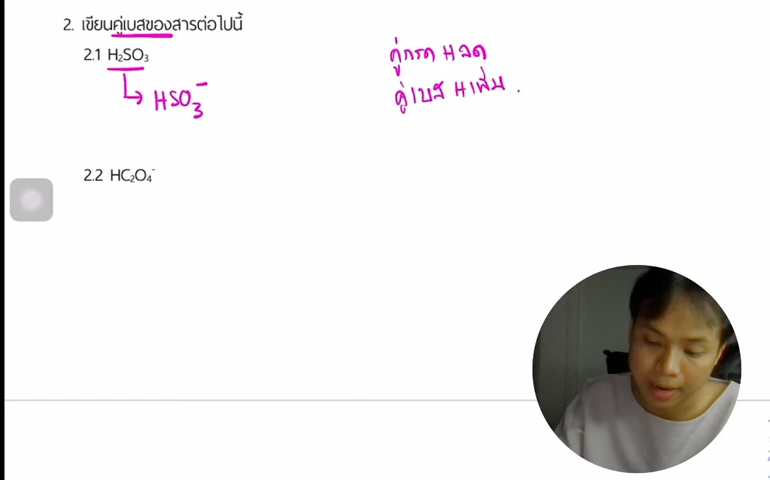 2. เขียนคู่เบสของสารต่อไปนี้
2.1 H₂SO₃
HSO₃⁻
คู่กรด H ลด
คู่เบส H เพิ่ม .
2.2 HC₂O₄⁻